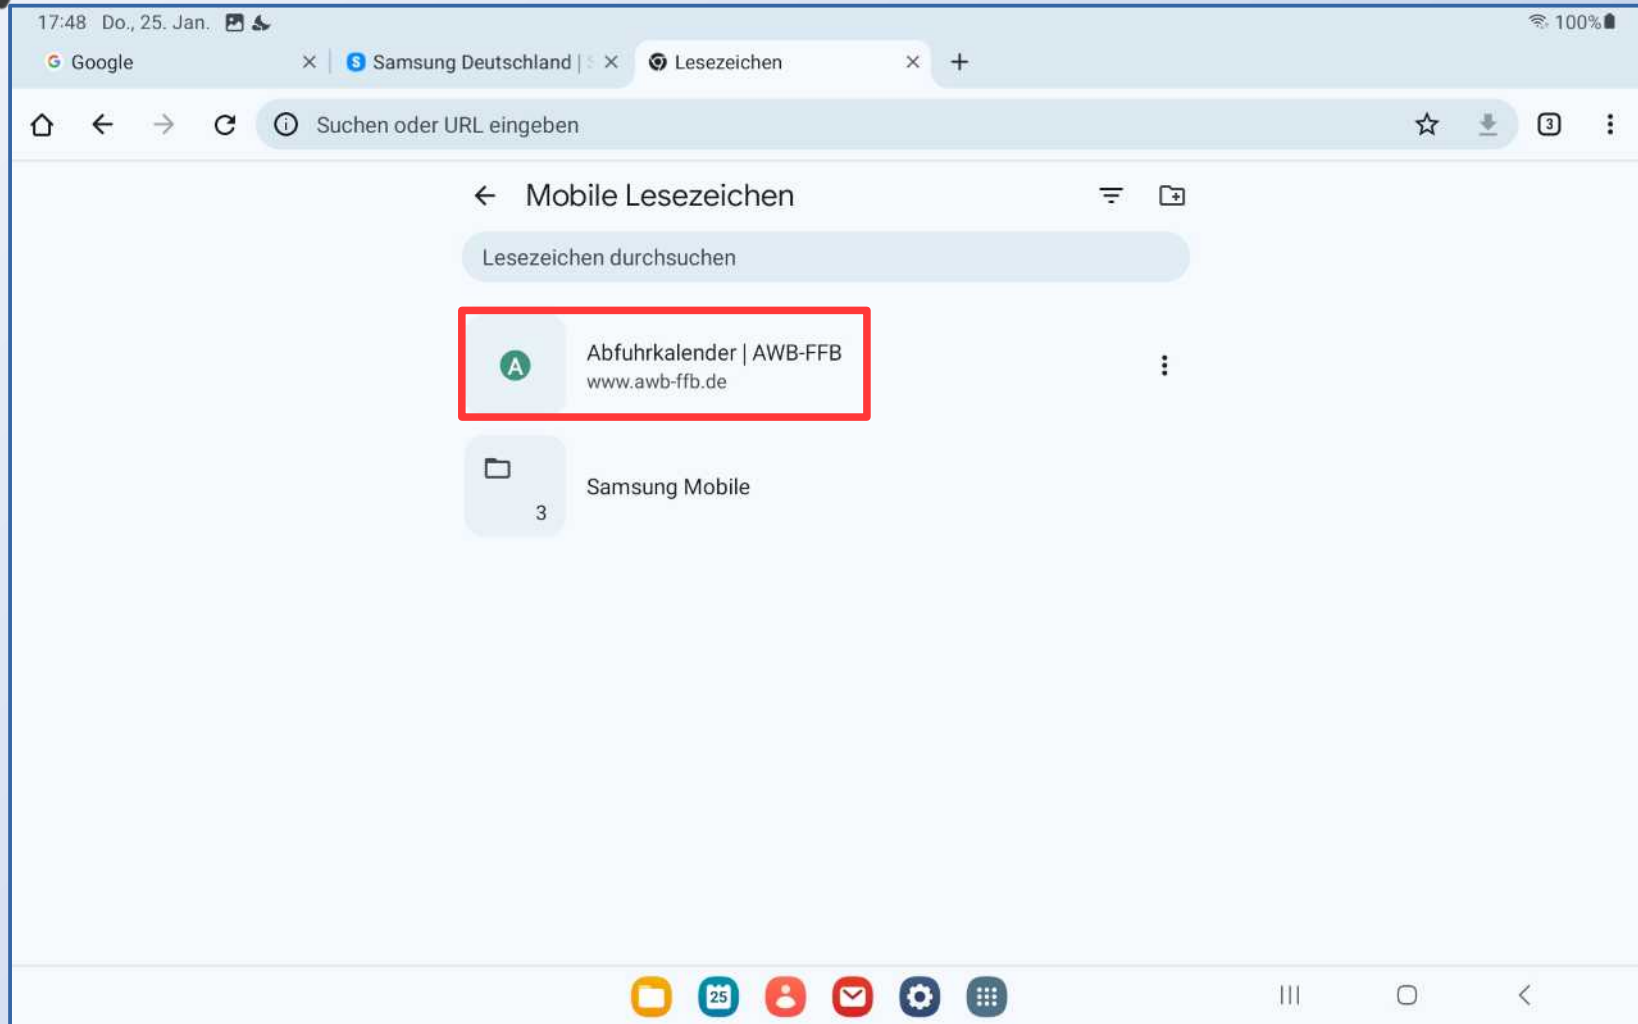 17:48 Do., 25. Jan. 100%
Google
Samsung Deutschland |
Lesezeichen
Suchen oder URL eingeben
3
Mobile Lesezeichen
Lesezeichen durchsuchen
A
Abfuhrkalender | AWB-FFB
www.awb-ffb.de
Samsung Mobile
3
25